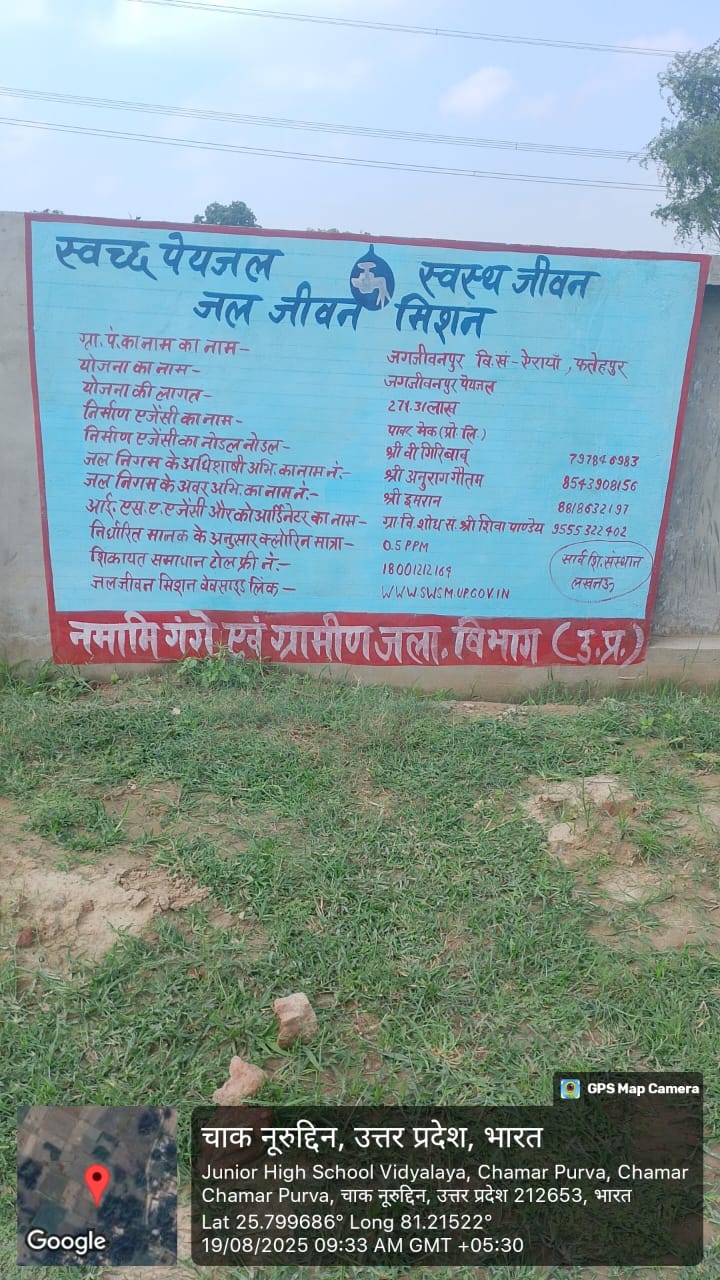 स्वच्छ पेयजल स्वस्थ जीवन
जल जीवन मिशन
ग्रा. पं. का नाम का नाम- जगजीवनपुर वि.सं- ऐरायाँ, फतेहपुर
योजना का नाम- जगजीवनपुर पेयजल
योजना की लागत- 271.31लाख
निर्माण एजेंसी का नाम- पावर मेक (प्रो. लि.)
निर्माण एजेंसी का नोडल नोडल- श्री वी गिरिबाबू
जल निगम के अधिशाषी अभि. का नाम नं.- श्री अनुराग गौतम 8543908156
जल निगम के अवर अभि. का नाम नं.- श्री इमरान 8818632197
आई. एस. ए. एजेंसी और को आर्डिनेटर का नाम- ग्रा वि शोध सं. श्री शिवा पाण्डेय 9555322402
निर्धारित मानक के अनुसार क्लोरिन मात्रा- 0.5 PPM
शिकायत समाधान टोल फ्री नं.-
जल जीवन मिशन वेबसाइड लिंक- WWW.SWSM.UP.GOV.IN
सार्व शि. संस्थान
लखनऊ
नमामि गंगे एवं ग्रामीण जला. विभाग (उ.प्र.)
GPS Map Camera
चाक नूरुद्दिन, उत्तर प्रदेश, भारत
Junior High School Vidyalaya, Chamar Purva, Chamar
Chamar Purva, चाक नूरुद्दिन, उत्तर प्रदेश 212653, भारत
Lat 25.799686° Long 81.21522°
19/08/2025 09:33 AM GMT +05:30
Google